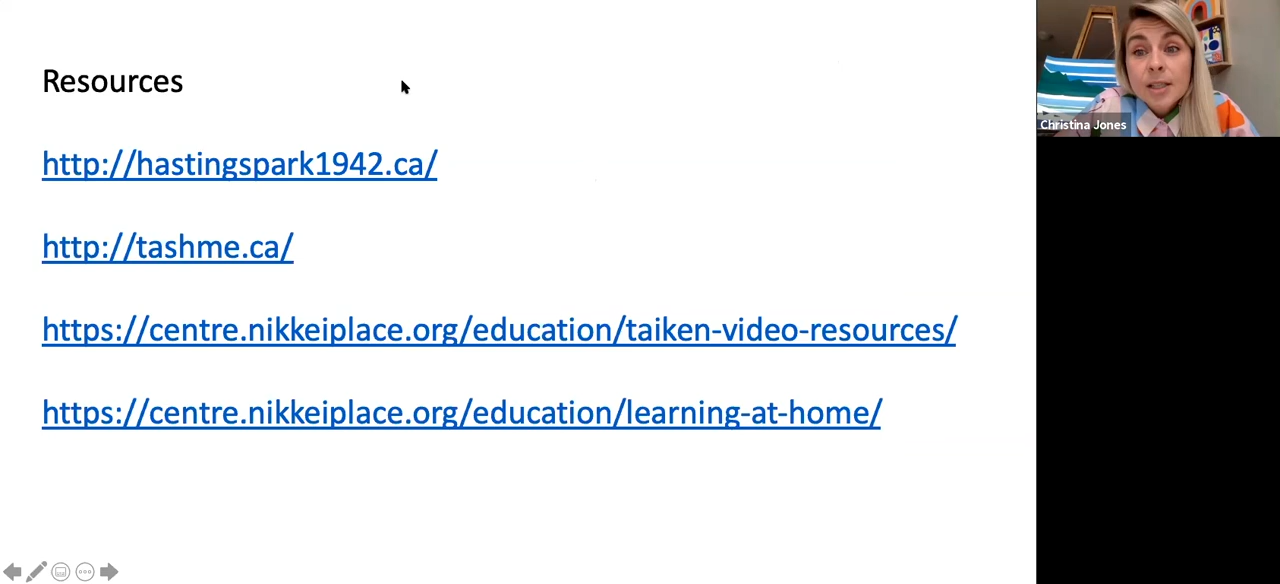 Resources
http://hastingspark1942.ca/
http://tashme.ca/
https://centre.nikkeiplace.org/education/taiken-video-resources/
https://centre.nikkeiplace.org/education/learning-at-home/
Christina Jones